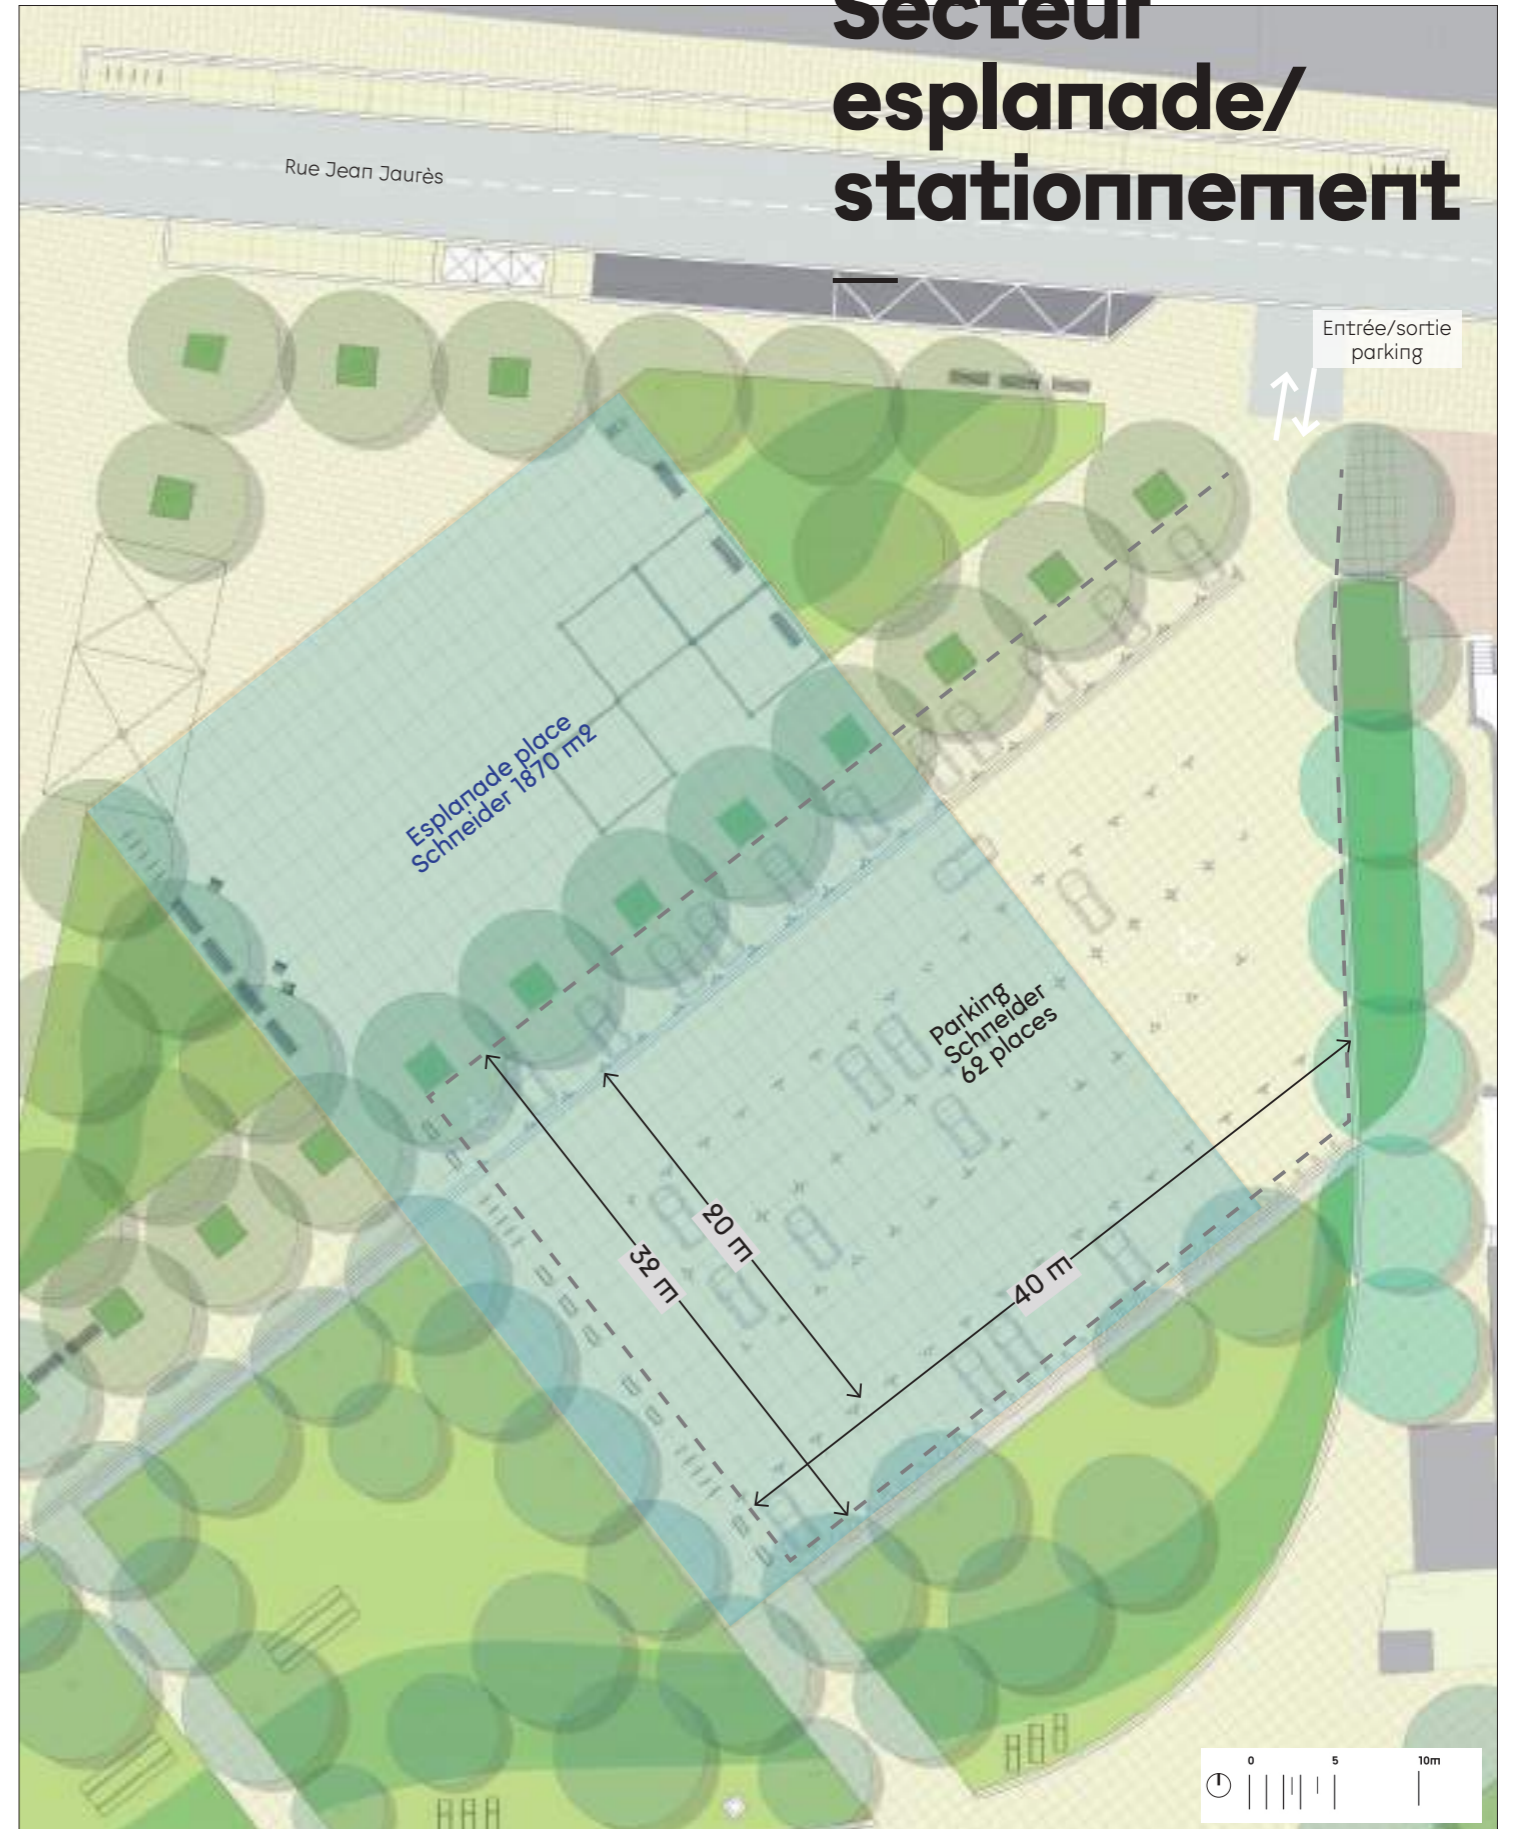 Secteur
esplanade/
stationnement
Rue Jean Jaurès
Entrée/sortie
parking
Esplanade place
Schneider 1870 m2
Parking
Schneider
62 places
20 m
32 m
40 m
0 5 10m